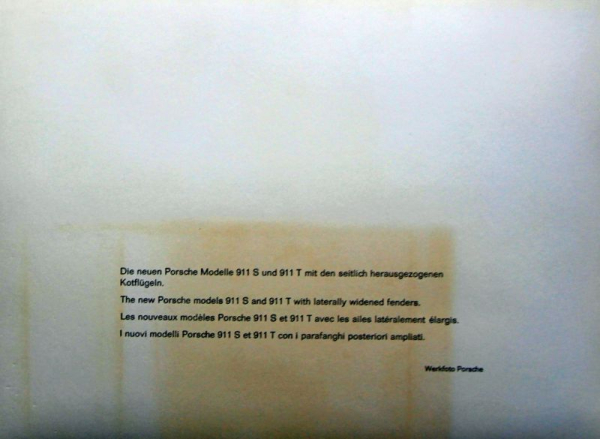 Die neuen Porsche Modelle 911 S und 911 T mit den seitlich herausgezogenen
Kotflügeln.
The new Porsche models 911 S and 911 T with laterally widened fenders.
Les nouveaux modèles Porsche 911 S et 911 T avec les ailes latéralement élargis.
I nuovi modelli Porsche 911 S et 911 T con i parafanghi posteriori ampliati.
Werkfoto Porsche